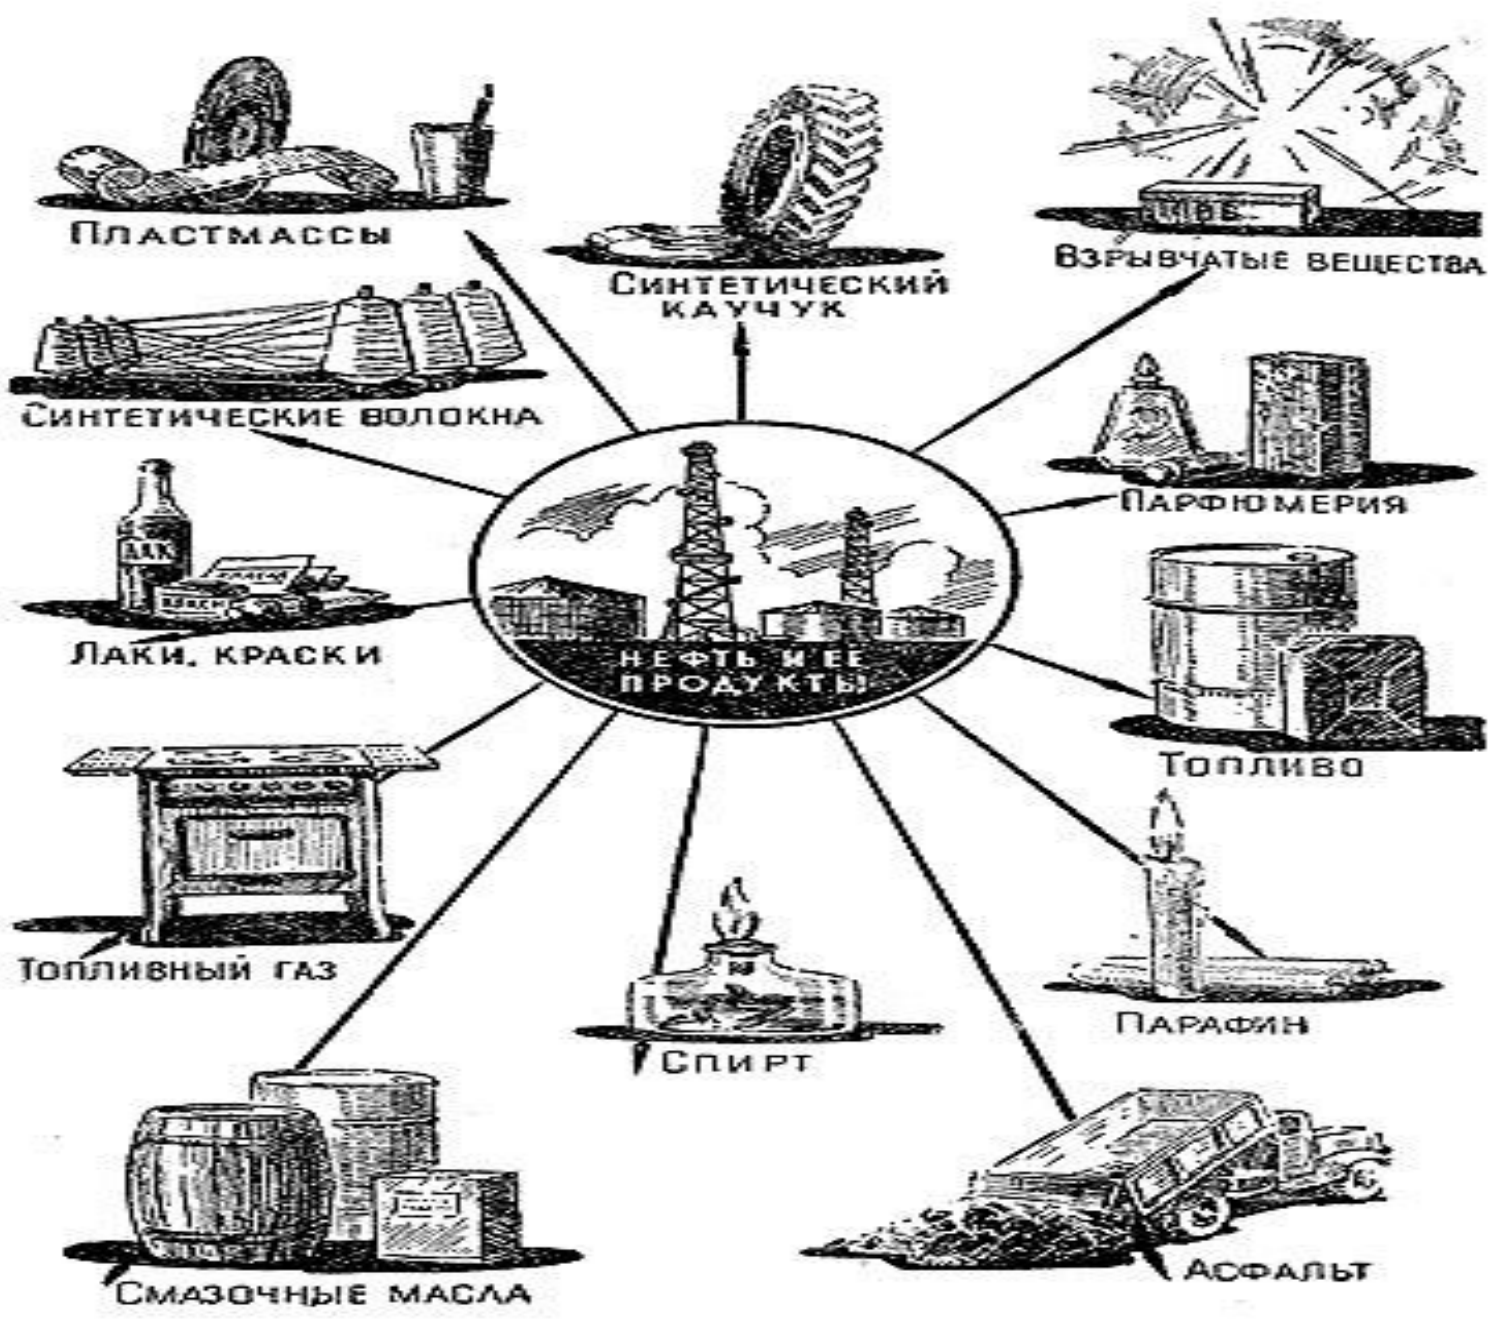 Пластмассы
Синтетический
каучук
Взрывчатые вещества
Синтетические волокна
Парфюмерия
ЛАК
Лаки, краски
Нефть и ее
продукты
Топливо
Топливный газ
Парафин
Спирт
Смазочные масла
Асфальт